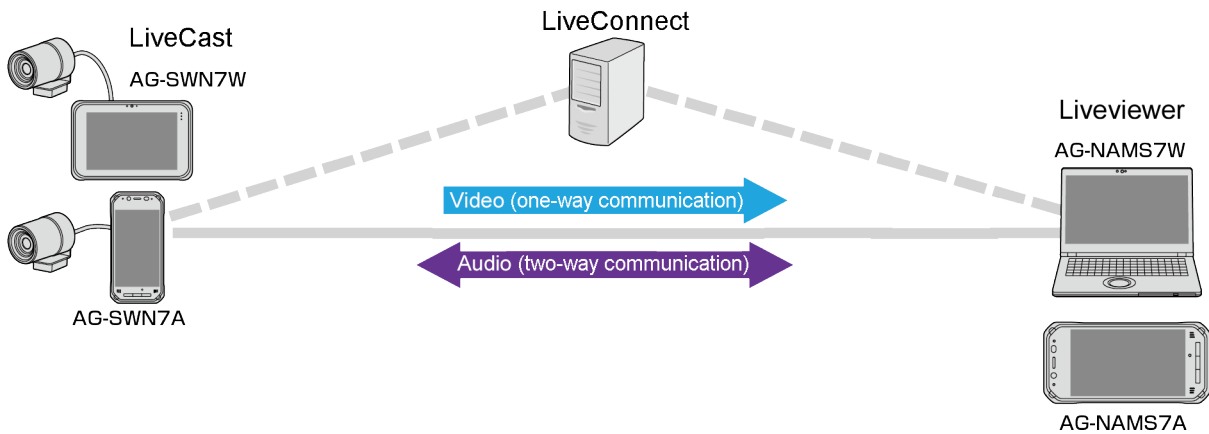 LiveConnect
LiveCast
AG-SWN7W
Liveviewer
AG-NAMS7W
Video (one-way communication)
Audio (two-way communication)
AG-SWN7A
AG-NAMS7A